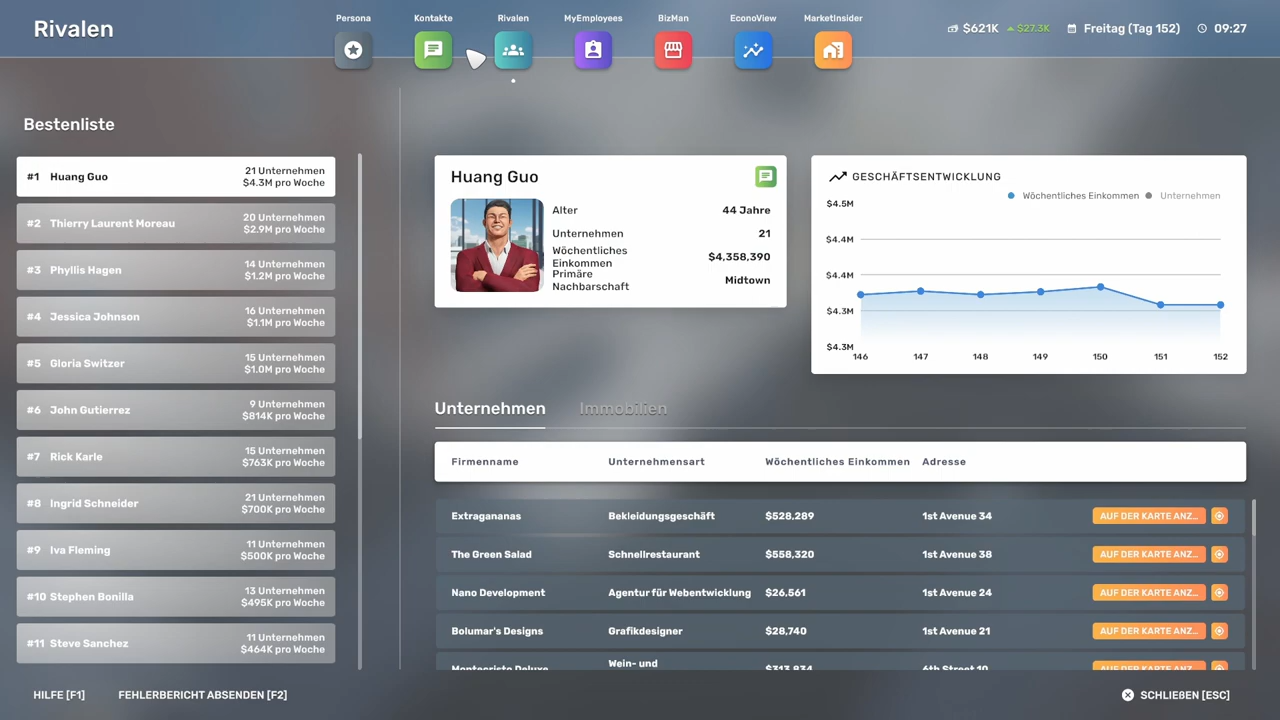 Rivalen
Persona
Kontakte
Rivalen
MyEmployees
BizMan
EconoView
MarketInsider
$621K
$27.3K
Freitag (Tag 152)
09:27
Bestenliste
#1 Huang Guo
21 Unternehmen
$4.3M pro Woche
#2 Thierry Laurent Moreau
20 Unternehmen
$2.9M pro Woche
#3 Phyllis Hagen
14 Unternehmen
$1.2M pro Woche
#4 Jessica Johnson
16 Unternehmen
$1.1M pro Woche
#5 Gloria Switzer
15 Unternehmen
$1.0M pro Woche
#6 John Gutierrez
9 Unternehmen
$814K pro Woche
#7 Rick Karle
15 Unternehmen
$763K pro Woche
#8 Ingrid Schneider
21 Unternehmen
$700K pro Woche
#9 Iva Fleming
11 Unternehmen
$500K pro Woche
#10 Stephen Bonilla
13 Unternehmen
$495K pro Woche
#11 Steve Sanchez
11 Unternehmen
$464K pro Woche
Huang Guo
Alter
44 Jahre
Unternehmen
21
Wöchentliches
Einkommen
$4,358,390
Primäre
Nachbarschaft
Midtown
GESCHÄFTSENTWICKLUNG
Wöchentliches Einkommen
Unternehmen
$4.5M
$4.4M
$4.4M
$4.3M
$4.3M
146 147 148 149 150 151 152
Unternehmen
Immobilien
Firmenname Unternehmensart Wöchentliches Einkommen Adresse
Extragananas Bekleidungsgeschäft $528,289 1st Avenue 34 AUF DER KARTE ANZ...
The Green Salad Schnellrestaurant $558,320 1st Avenue 38 AUF DER KARTE ANZ...
Nano Development Agentur für Webentwicklung $26,561 1st Avenue 24 AUF DER KARTE ANZ...
Bolumar's Designs Grafikdesigner $28,740 1st Avenue 21 AUF DER KARTE ANZ...
Montecristo Deluxe Wein- und $313,834 6th Street 10 AUF DER KARTE ANZ...
HILFE [F1]
FEHLERBERICHT ABSENDEN [F2]
SCHLIEßEN [ESC]